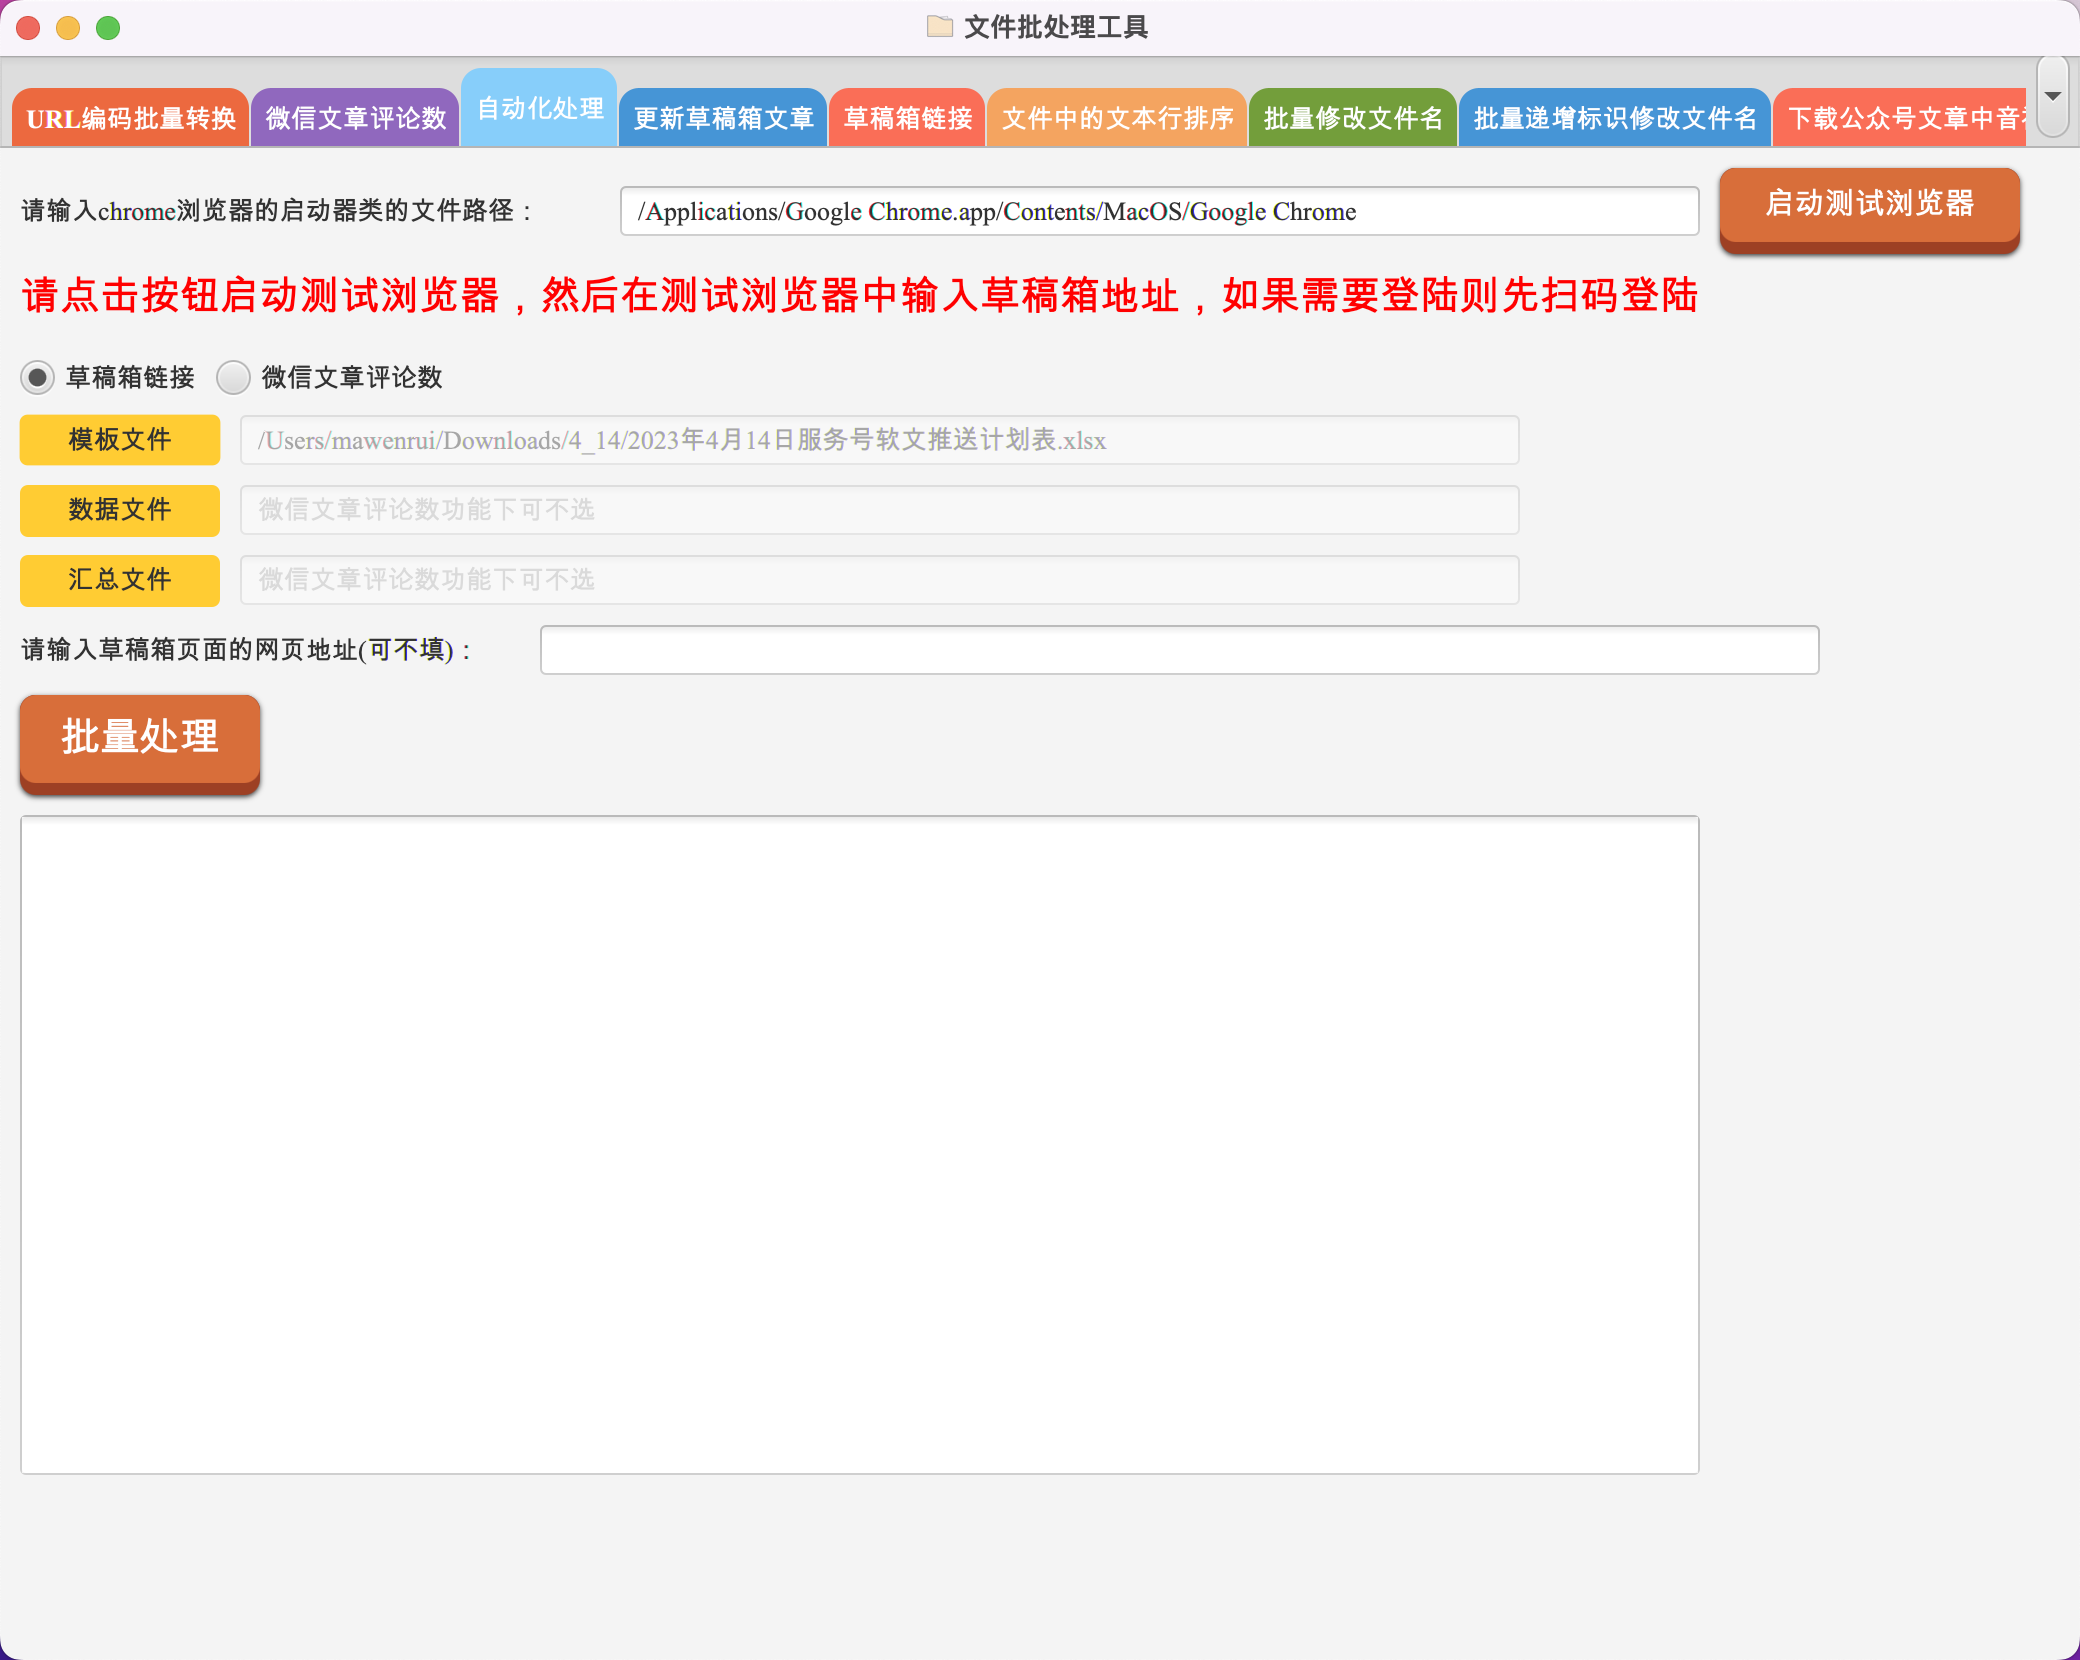 文件批处理工具
URL编码批量转换
微信文章评论数
自动化处理
更新草稿箱文章
草稿箱链接
文件中的文本行排序
批量修改文件名
批量递增标识修改文件名
下载公众号文章中音
请输入chrome浏览器的启动器类的文件路径：
/Applications/Google Chrome.app/Contents/MacOS/Google Chrome
启动测试浏览器
请点击按钮启动测试浏览器，然后在测试浏览器中输入草稿箱地址，如果需要登陆则先扫码登陆
草稿箱链接
微信文章评论数
模板文件
/Users/mawenrui/Downloads/4_14/2023年4月14日服务号软文推送计划表.xlsx
数据文件
微信文章评论数功能下可不选
汇总文件
微信文章评论数功能下可不选
请输入草稿箱页面的网页地址(可不填)：
批量处理